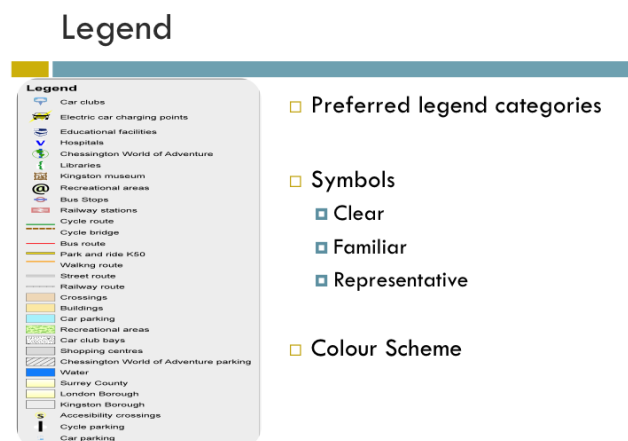 Legend
Legend
Car clubs
Electric car charging points
Educational facilities
Hospitals
Chessington World of Adventure
Libraries
Kingston museum
@ Recreational areas
Bus Stops
Railway stations
Cycle route
Cycle bridge
Bus route
Park and ride K50
Walkng route
Street route
Railway route
Crossings
Buildings
Car parking
Recreational areas
Car club bays
Shopping centres
Chessington World of Adventure parking
Water
Surrey County
London Borough
Kingston Borough
S Accesibility crossings
Cycle parking
Car parking
Preferred legend categories
Symbols
Clear
Familiar
Representative
Colour Scheme